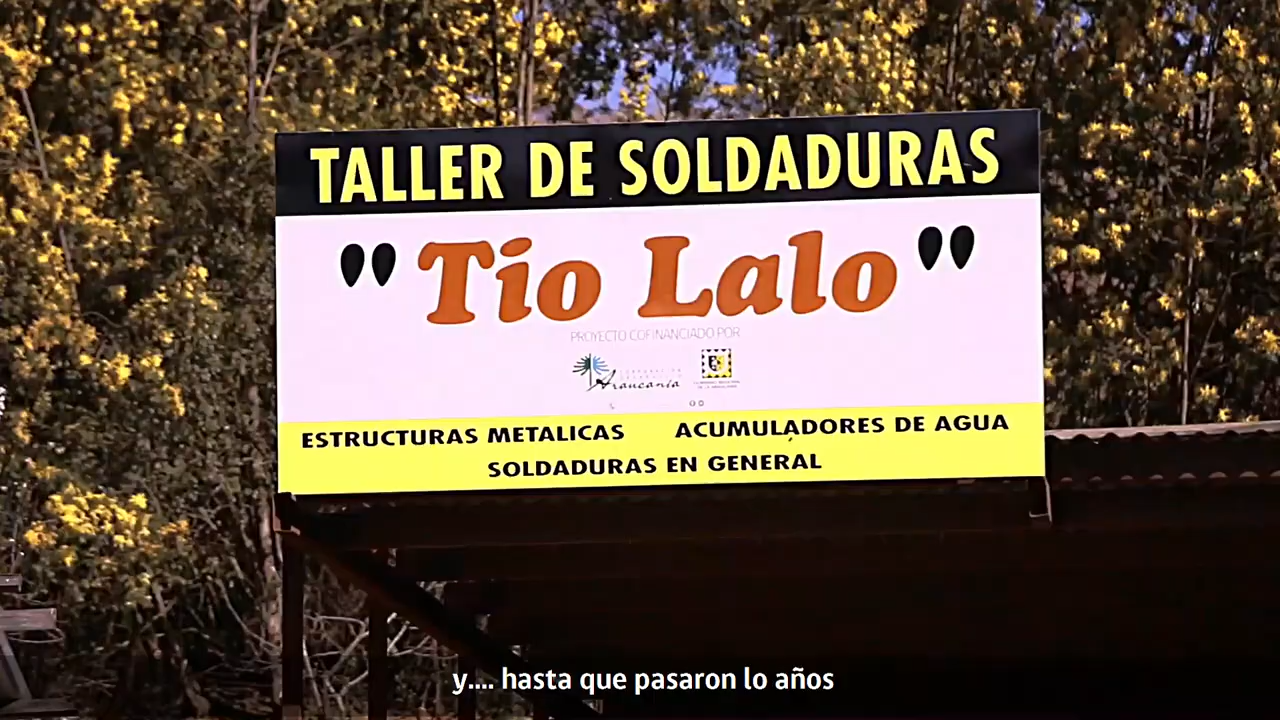 TALLER DE SOLDADURAS
"Tio Lalo"
PROYECTO COFINANCIADO POR
Araucanía
ESTRUCTURAS METALICAS ACUMULADORES DE AGUA
SOLDADURAS EN GENERAL
y.... hasta que pasaron lo años